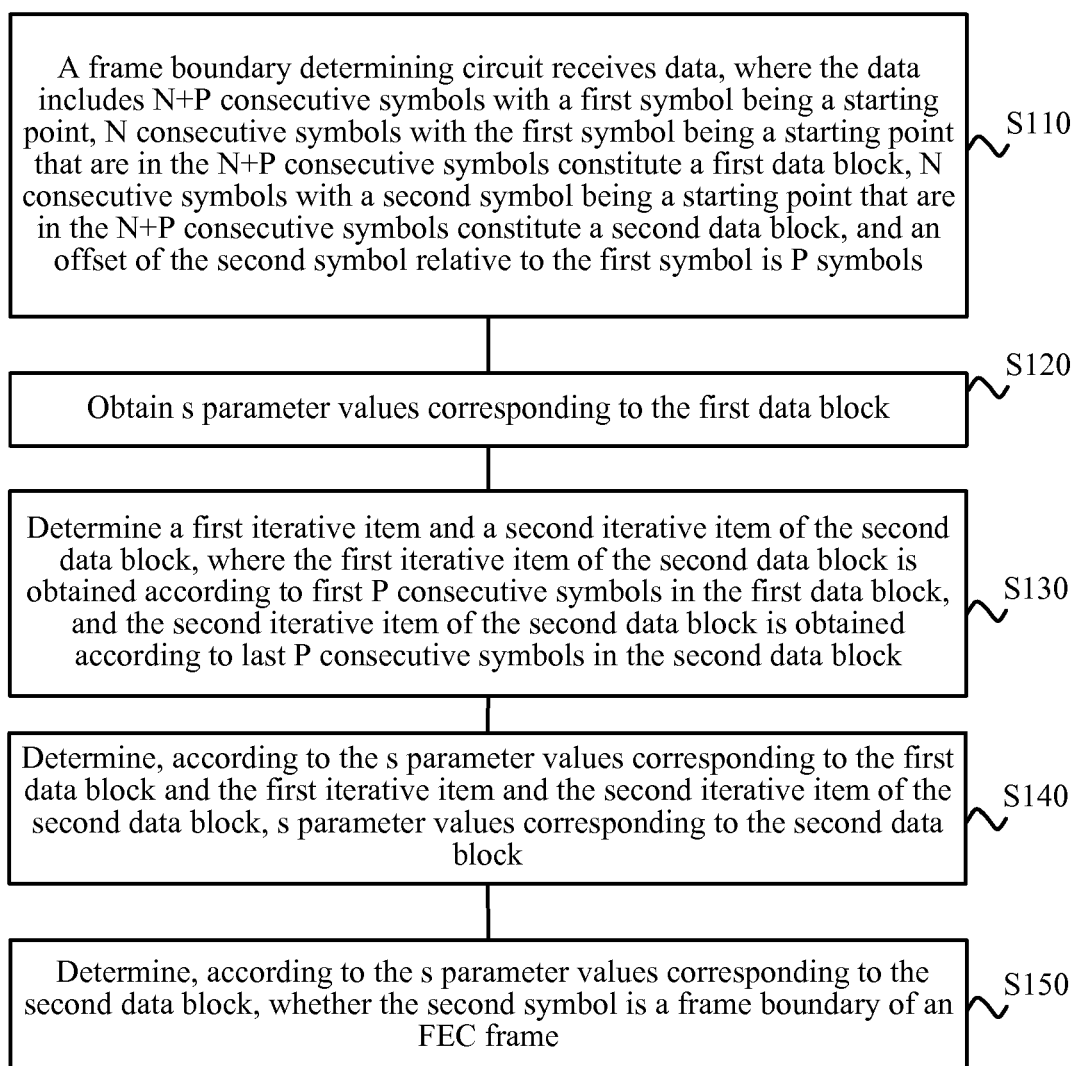 A frame boundary determining circuit receives data, where the data
includes N+P consecutive symbols with a first symbol being a starting
point, N consecutive symbols with the first symbol being a starting point
that are in the N+P consecutive symbols constitute a first data block, N
consecutive symbols with a second symbol being a starting point that are
in the N+P consecutive symbols constitute a second data block, and an
offset of the second symbol relative to the first symbol is P symbols
S110
S120
Obtain s parameter values corresponding to the first data block
Determine a first iterative item and a second iterative item of the second
data block, where the first iterative item of the second data block is
obtained according to first P consecutive symbols in the first data block,
and the second iterative item of the second data block is obtained
according to last P consecutive symbols in the second data block
S130
Determine, according to the s parameter values corresponding to the first
data block and the first iterative item and the second iterative item of the
second data block, s parameter values corresponding to the second data
block
S140
Determine, according to the s parameter values corresponding to the
second data block, whether the second symbol is a frame boundary of an
FEC frame
S150